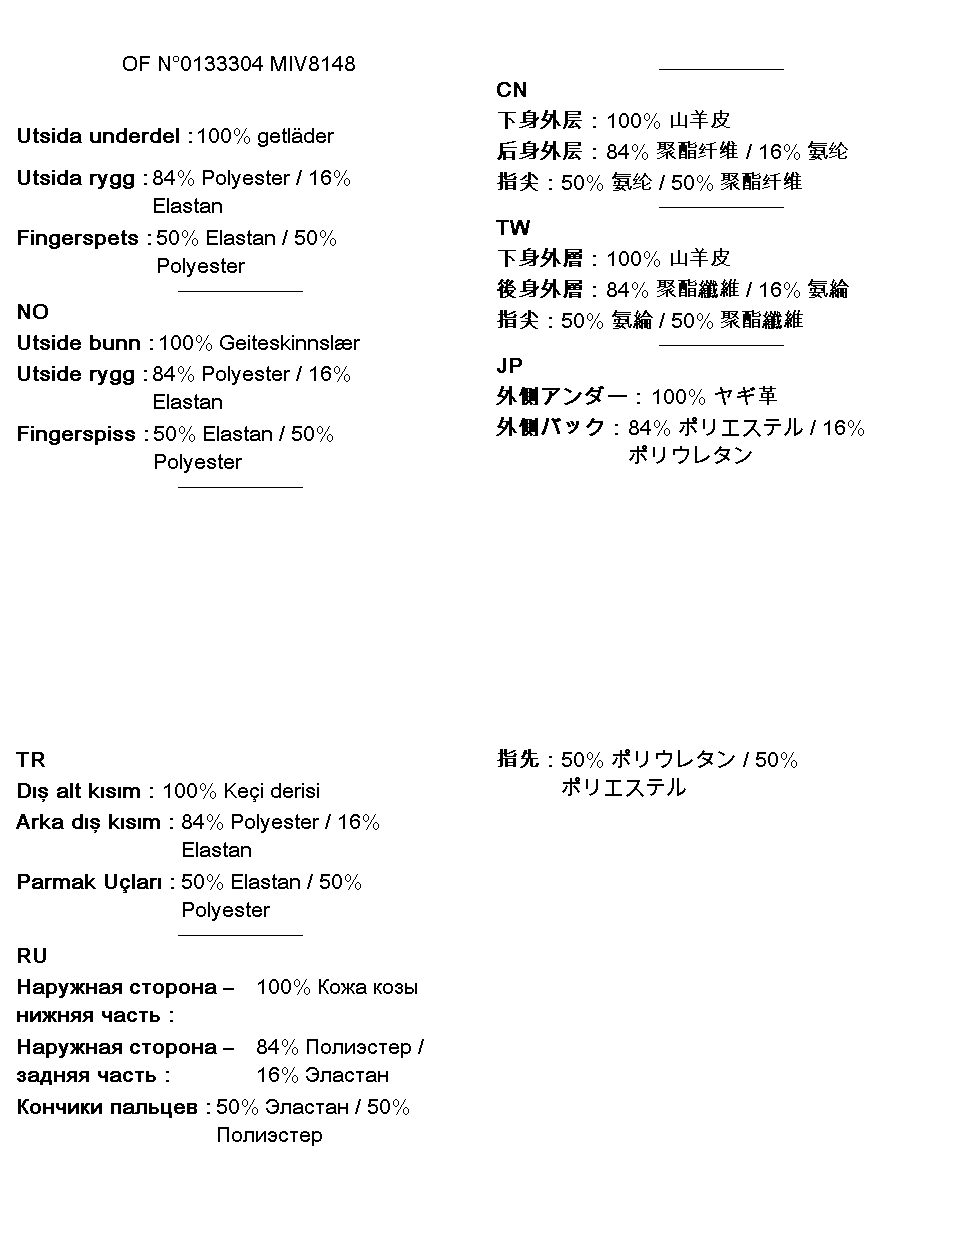 OF N°0133304 MIV8148
Utsida underdel : 100% getläder
Utsida rygg : 84% Polyester / 16%
Elastan
Fingerspets : 50% Elastan / 50%
Polyester
NO
Utside bunn : 100% Geiteskinnslær
Utside rygg : 84% Polyester / 16%
Elastan
Fingerspiss : 50% Elastan / 50%
Polyester
TR
Dış alt kısım : 100% Keçi derisi
Arka dış kısım : 84% Polyester / 16%
Elastan
Parmak Uçları : 50% Elastan / 50%
Polyester
RU
Наружная сторона – 100% Кожа козы
нижняя часть :
Наружная сторона – 84% Полиэстер /
задняя часть : 16% Эластан
Кончики пальцев : 50% Эластан / 50%
Полиэстер
CN
下身外层 : 100% 山羊皮
后身外层 : 84% 聚酯纤维 / 16% 氨纶
指尖 : 50% 氨纶 / 50% 聚酯纤维
TW
下身外層 : 100% 山羊皮
後身外層 : 84% 聚酯纖維 / 16% 氨綸
指尖 : 50% 氨綸 / 50% 聚酯纖維
JP
外側アンダー : 100% ヤギ革
外側バック : 84% ポリエステル / 16%
ポリウレタン
指先 : 50% ポリウレタン / 50%
ポリエステル